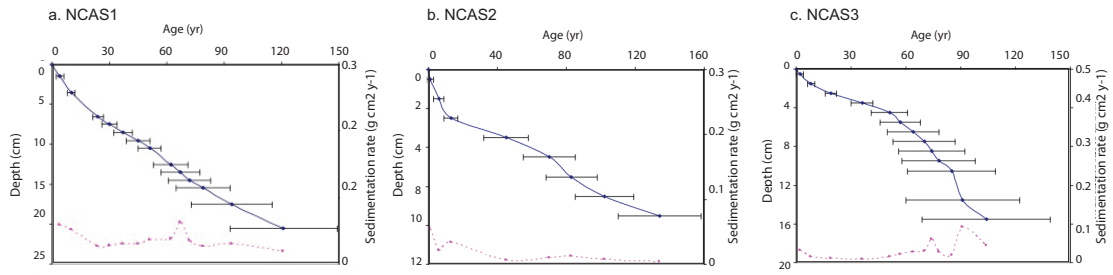 a. NCAS1
Age (yr)
0 30 60 90 120 150
0
5
10
15
20
25
Depth (cm)
0.3
0.2
0.2
0
Sedimentation rate (g cm2 y-1)
b. NCAS2
Age (yr)
0 40 80 120 160
0
2
4
6
8
10
12
Depth (cm)
0.3
0.2
0.1
0
Sedimentation rate (g cm2 y-1)
c. NCAS3
Age (yr)
0 30 60 90 120 150
0
4
8
12
16
20
Depth (cm)
0.5
0.4
0.3
0.2
0.1
0
Sedimentation rate (g cm2 y-1)